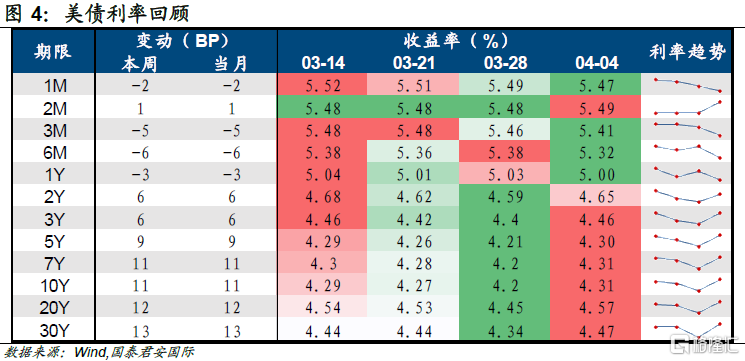 图 4：美债利率回顾
期限 变动（BP） 收益率（%） 利率趋势
本周 当月 03-14 03-21 03-28 04-04
1M -2 -2 5.52 5.51 5.49 5.47
2M 1 1 5.48 5.48 5.48 5.49
3M -5 -5 5.48 5.48 5.46 5.41
6M -6 -6 5.38 5.36 5.38 5.32
1Y -3 -3 5.04 5.01 5.03 5.00
2Y 6 6 4.68 4.62 4.59 4.65
3Y 6 6 4.46 4.42 4.4 4.46
5Y 9 9 4.29 4.26 4.21 4.30
7Y 11 11 4.3 4.28 4.2 4.31
10Y 11 11 4.29 4.27 4.2 4.31
20Y 12 12 4.54 4.53 4.45 4.57
30Y 13 13 4.44 4.44 4.34 4.47
数据来源：Wind,国泰君安国际
格隆汇